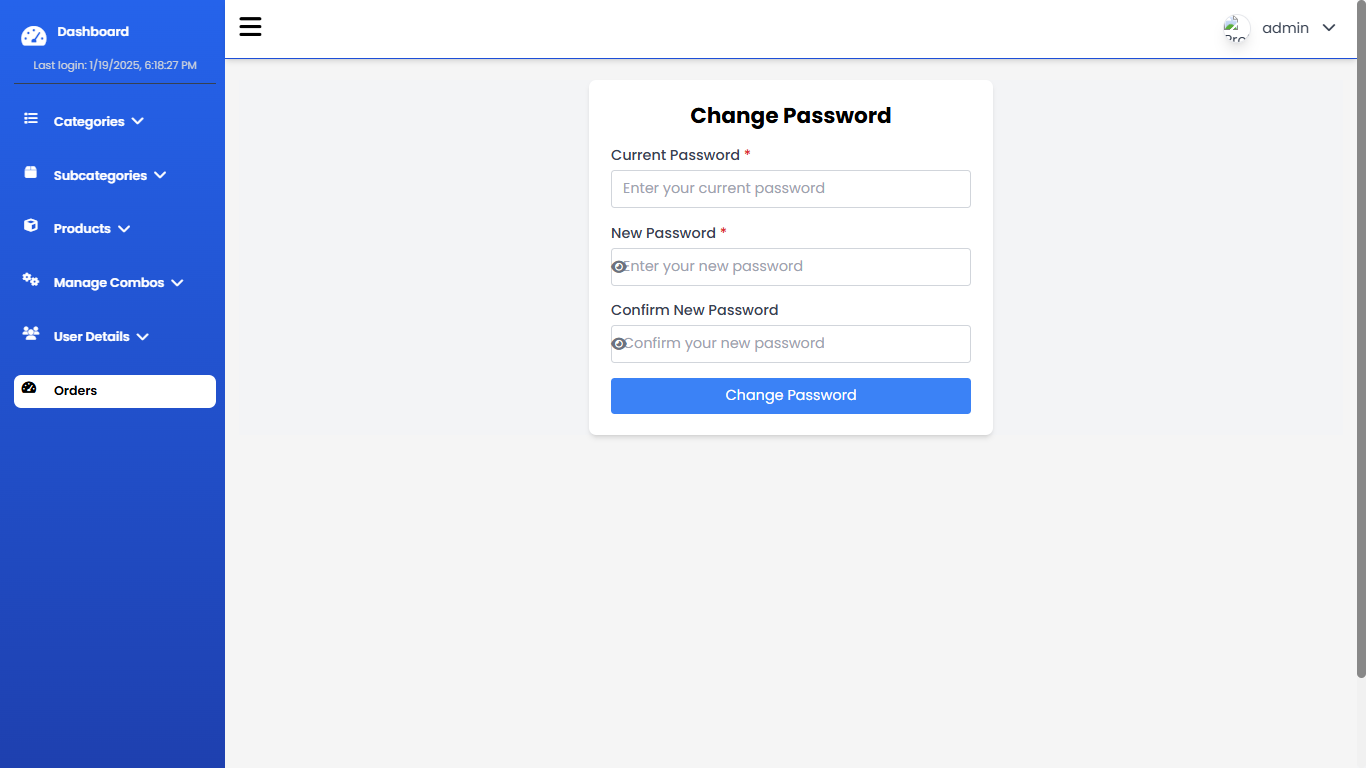 Dashboard
Last login: 1/19/2025, 6:18:27 PM
Categories
Subcategories
Products
Manage Combos
User Details
Orders
admin
Change Password
Current Password *
Enter your current password
New Password *
Enter your new password
Confirm New Password
Confirm your new password
Change Password